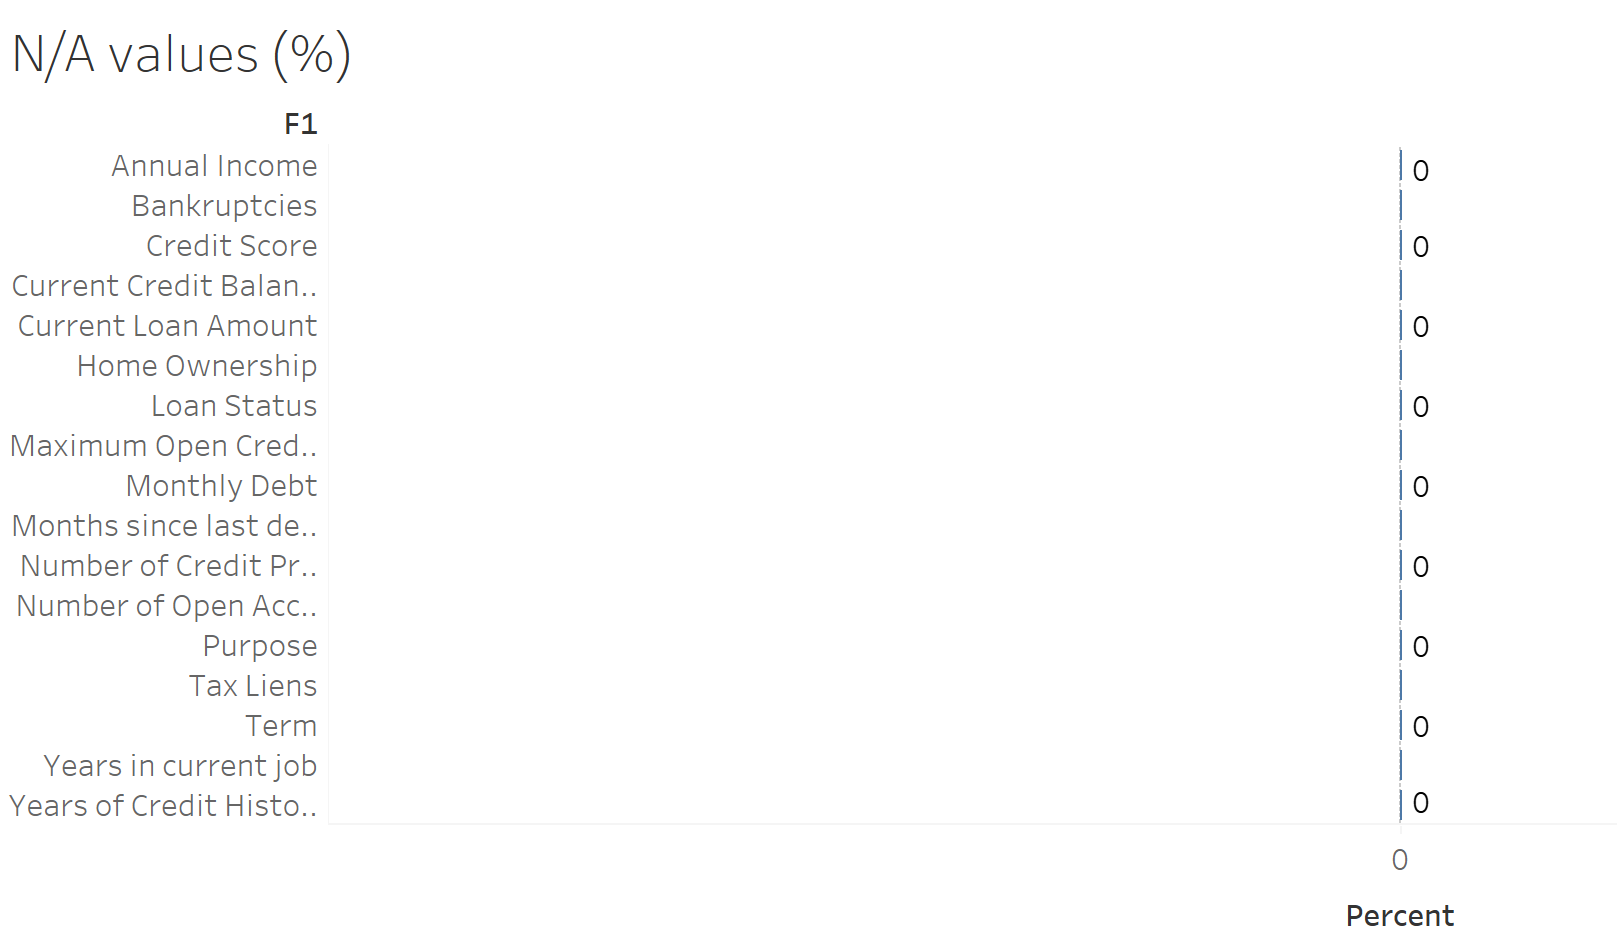 N/A values (%)
F1
Annual Income 0
Bankruptcies
Credit Score 0
Current Credit Balan..
Current Loan Amount 0
Home Ownership
Loan Status 0
Maximum Open Cred..
Monthly Debt 0
Months since last de..
Number of Credit Pr.. 0
Number of Open Acc..
Purpose 0
Tax Liens
Term 0
Years in current job
Years of Credit Histo.. 0
0
Percent